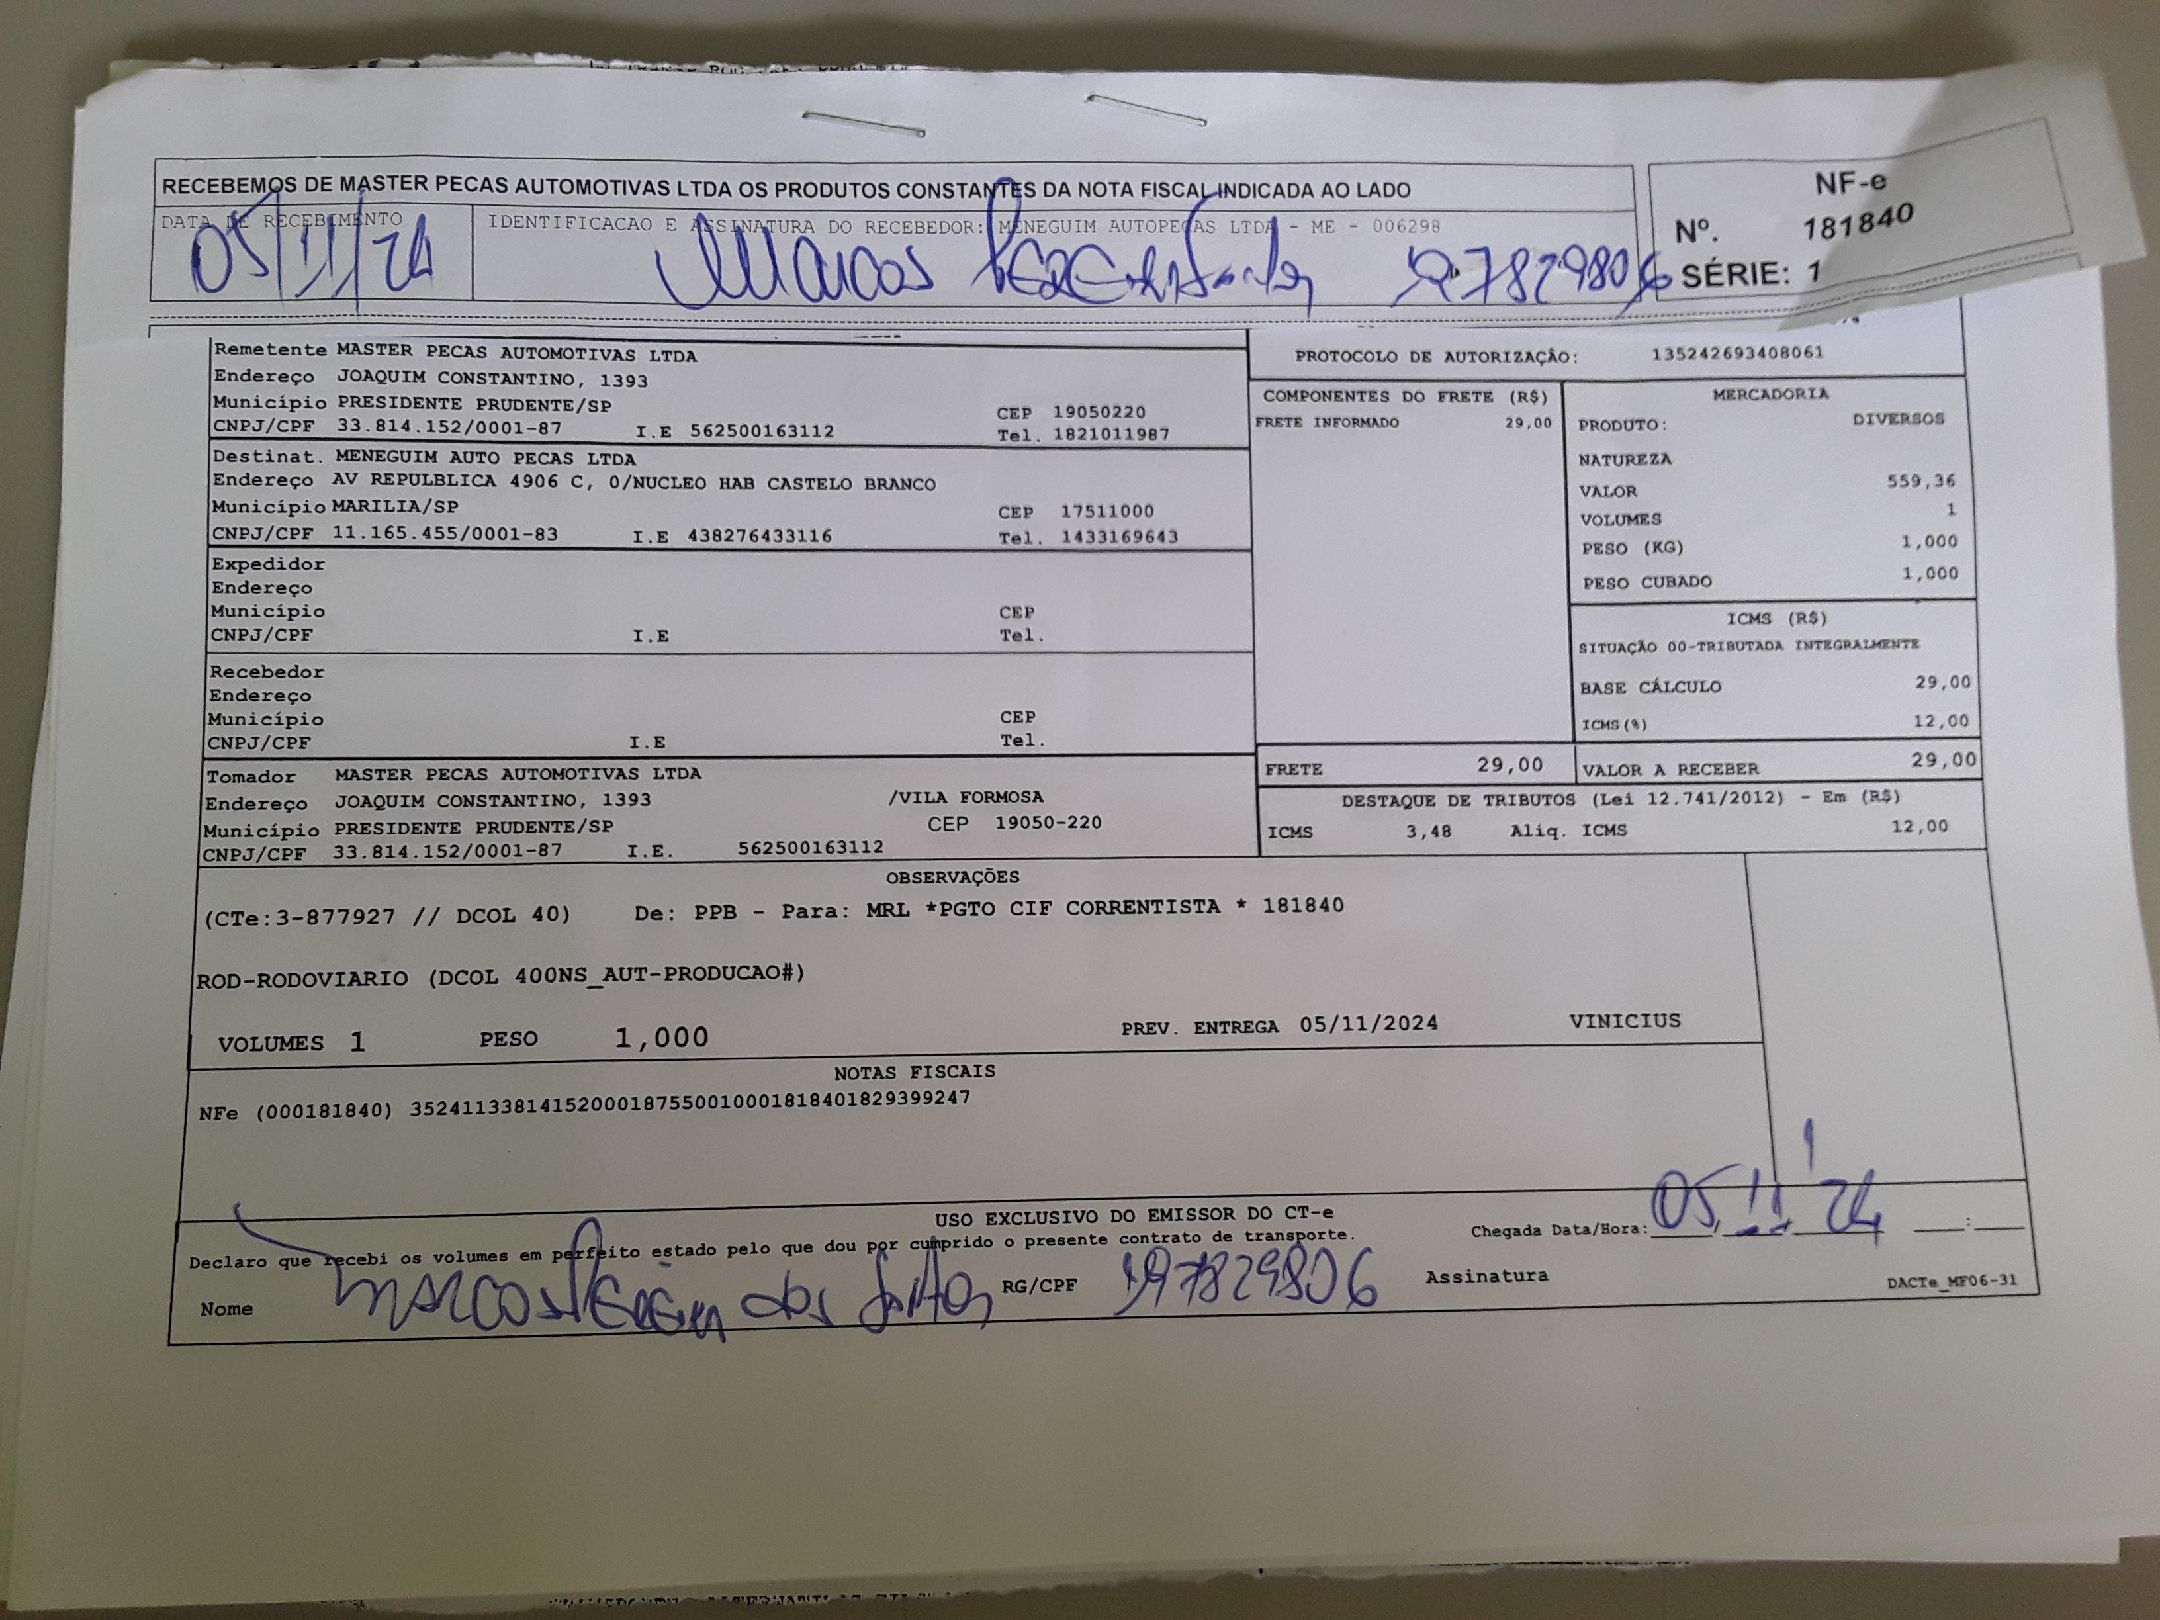 RECEBEMOS DE MASTER PECAS AUTOMOTIVAS LTDA OS PRODUTOS CONSTANTES DA NOTA FISCAL INDICADA AO LADO
NF-e
Nº. 181840
SÉRIE: 1
DATA DE RECEBIMENTO
05/11/24
IDENTIFICACAO E ASSINATURA DO RECEBEDOR: MENEGUIM AUTOPECAS LTDA - ME - 006298
Marcos
Remetente MASTER PECAS AUTOMOTIVAS LTDA
Endereço JOAQUIM CONSTANTINO, 1393
Município PRESIDENTE PRUDENTE/SP CEP 19050220
CNPJ/CPF 33.814.152/0001-87 I.E 562500163112 Tel. 1821011987
Destinat. MENEGUIM AUTO PECAS LTDA
Endereço AV REPULBLICA 4906 C, 0/NUCLEO HAB CASTELO BRANCO
Município MARILIA/SP CEP 17511000
CNPJ/CPF 11.165.455/0001-83 I.E 438276433116 Tel. 1433169643
Expedidor
Endereço
Município CEP
CNPJ/CPF I.E Tel.
Recebedor
Endereço
Município CEP
CNPJ/CPF I.E Tel.
Tomador MASTER PECAS AUTOMOTIVAS LTDA
Endereço JOAQUIM CONSTANTINO, 1393 /VILA FORMOSA
Município PRESIDENTE PRUDENTE/SP CEP 19050-220
CNPJ/CPF 33.814.152/0001-87 I.E. 562500163112
PROTOCOLO DE AUTORIZAÇÃO: 135242693408061
COMPONENTES DO FRETE (R$)
FRETE INFORMADO 29,00
MERCADORIA
PRODUTO: DIVERSOS
NATUREZA
VALOR 559,36
VOLUMES 1
PESO (KG) 1,000
PESO CUBADO 1,000
ICMS (R$)
SITUAÇÃO 00-TRIBUTADA INTEGRALMENTE
BASE CÁLCULO 29,00
ICMS(%) 12,00
FRETE 29,00 VALOR A RECEBER 29,00
DESTAQUE DE TRIBUTOS (Lei 12.741/2012) - Em (R$)
ICMS 3,48 Aliq. ICMS 12,00
OBSERVAÇÕES
(CTe:3-877927 // DCOL 40) De: PPB - Para: MRL *PGTO CIF CORRENTISTA * 181840
ROD-RODOVIARIO (DCOL 400NS_AUT-PRODUCAO#)
VOLUMES 1 PESO 1,000 PREV. ENTREGA 05/11/2024 VINICIUS
NOTAS FISCAIS
NFe (000181840) 35241133814152000187550010001818401829399247
USO EXCLUSIVO DO EMISSOR DO CT-e
Declaro que recebi os volumes em perfeito estado pelo que dou por cumprido o presente contrato de transporte.
Chegada Data/Hora: 05/11/24 :
Nome Marcos dos RG/CPF Assinatura
DACTe_MF06-31